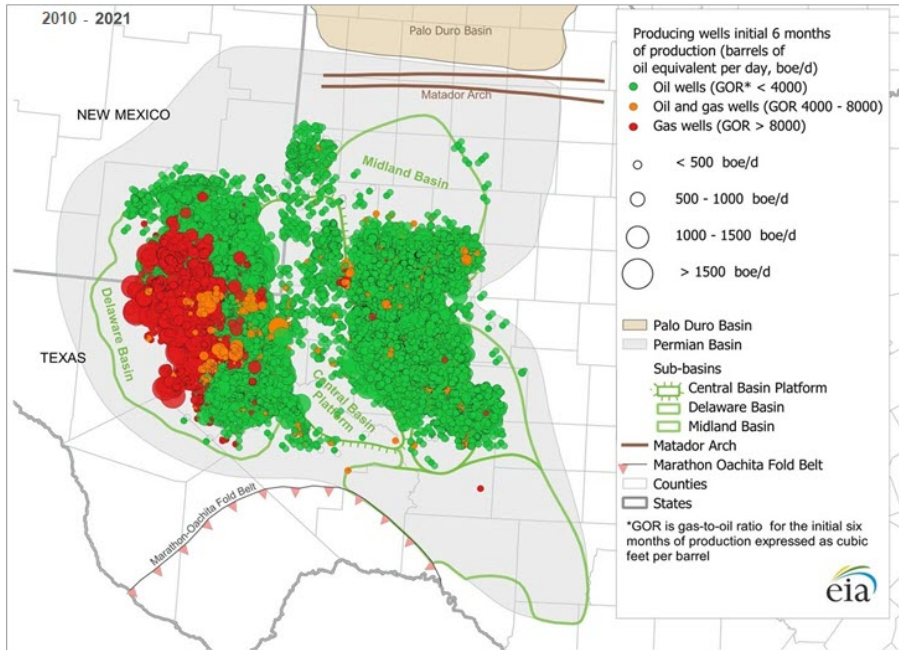 2010 - 2021
Palo Duro Basin
Matador Arch
NEW MEXICO
Midland Basin
Delaware Basin
TEXAS
Central Basin
Platform
Marathon-Oachita Fold Belt
Producing wells initial 6 months
of production (barrels of
oil equivalent per day, boe/d)
Oil wells (GOR* < 4000)
Oil and gas wells (GOR 4000 - 8000)
Gas wells (GOR > 8000)
< 500 boe/d
500 - 1000 boe/d
1000 - 1500 boe/d
> 1500 boe/d
Palo Duro Basin
Permian Basin
Sub-basins
Central Basin Platform
Delaware Basin
Midland Basin
Matador Arch
Marathon Oachita Fold Belt
Counties
States
*GOR is gas-to-oil ratio for the initial six
months of production expressed as cubic
feet per barrel
eia